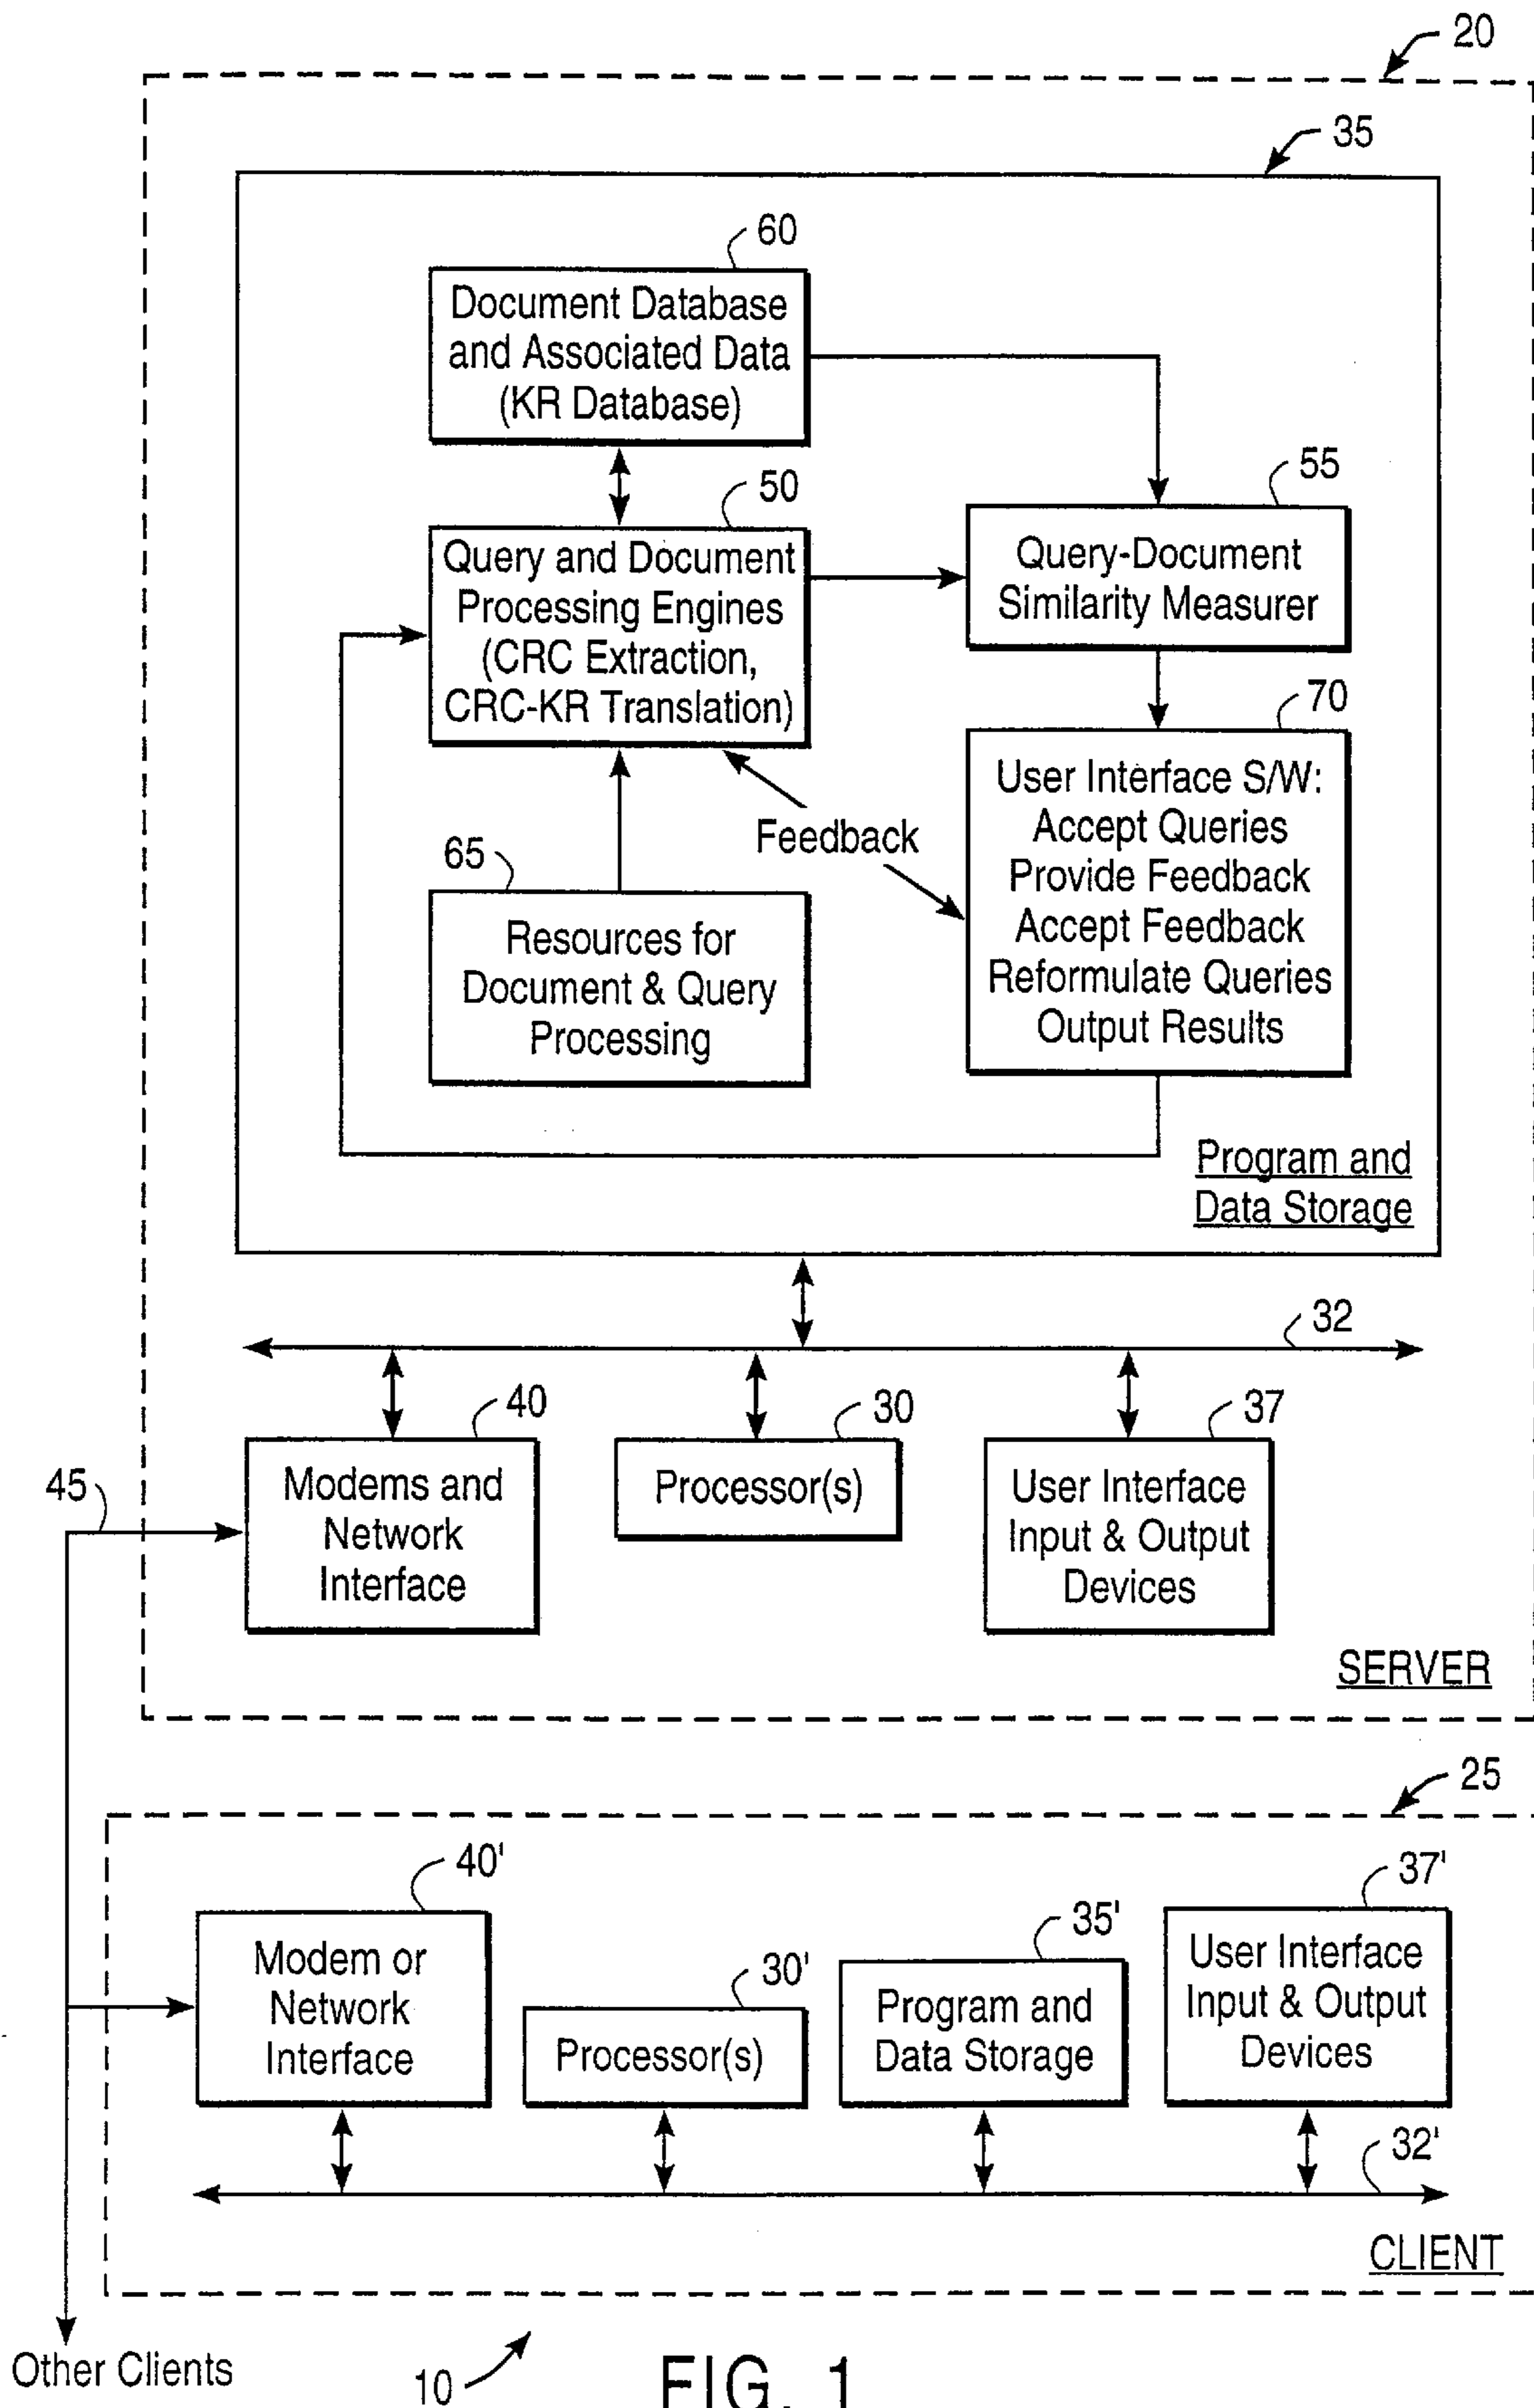 20
35
60
Document Database
and Associated Data
(KR Database)
50
Query and Document
Processing Engines
(CRC Extraction,
CRC-KR Translation)
55
Query-Document
Similarity Measurer
70
User Interface S/W:
Accept Queries
Provide Feedback
Accept Feedback
Reformulate Queries
Output Results
Feedback
65
Resources for
Document & Query
Processing
Program and
Data Storage
32
40
Modems and
Network
Interface
30
Processor(s)
37
User Interface
Input & Output
Devices
45
SERVER
25
40'
Modem or
Network
Interface
30'
Processor(s)
35'
Program and
Data Storage
37'
User Interface
Input & Output
Devices
32'
CLIENT
Other Clients
10
FIG. 1